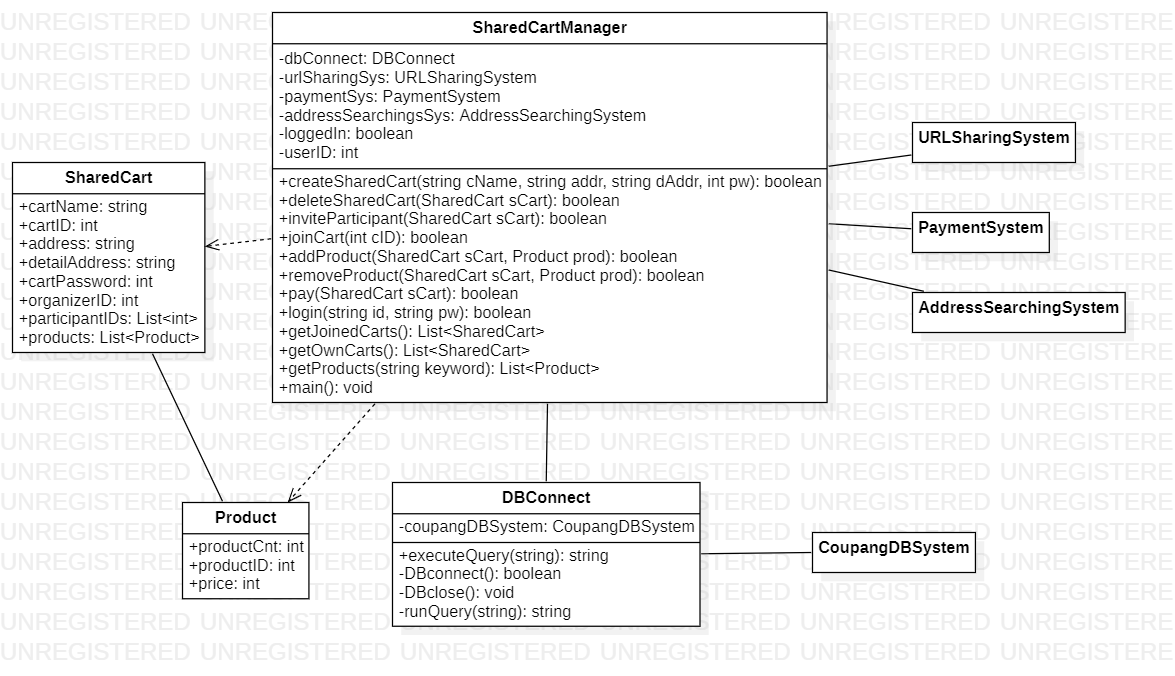 SharedCartManager
-dbConnect: DBConnect
-urlSharingSys: URLSharingSystem
-paymentSys: PaymentSystem
-addressSearchingsSys: AddressSearchingSystem
-loggedIn: boolean
-userID: int
+createSharedCart(string cName, string addr, string dAddr, int pw): boolean
+deleteSharedCart(SharedCart sCart): boolean
+inviteParticipant(SharedCart sCart): boolean
+joinCart(int cID): boolean
+addProduct(SharedCart sCart, Product prod): boolean
+removeProduct(SharedCart sCart, Product prod): boolean
+pay(SharedCart sCart): boolean
+login(string id, string pw): boolean
+getJoinedCarts(): List<SharedCart>
+getOwnCarts(): List<SharedCart>
+getProducts(string keyword): List<Product>
+main(): void
SharedCart
+cartName: string
+cartID: int
+address: string
+detailAddress: string
+cartPassword: int
+organizerID: int
+participantIDs: List<int>
+products: List<Product>
URLSharingSystem
PaymentSystem
AddressSearchingSystem
Product
+productCnt: int
+productID: int
+price: int
DBConnect
-coupangDBSystem: CoupangDBSystem
+executeQuery(string): string
-DBconnect(): boolean
-DBclose(): void
-runQuery(string): string
CoupangDBSystem
UNREGISTERED